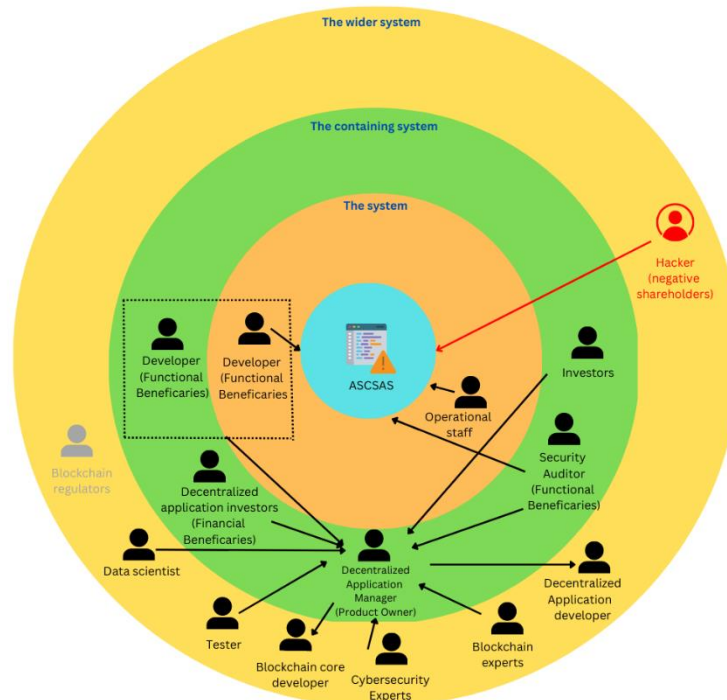 The wider system
The containing system
The system
Hacker
(negative
shareholders)
Developer
(Functional
Beneficaries)
Developer
(Functional
Beneficaries
ASCSAS
Investors
Operational
staff
Blockchain
regulators
Security
Auditor
(Functional
Beneficaries)
Decentralized
application investors
(Financial
Beneficaries)
Data scientist
Decentralized
Application
Manager
(Product Owner)
Decentralized
Application
developer
Tester
Blockchain core
developer
Cybersecurity
Experts
Blockchain
experts